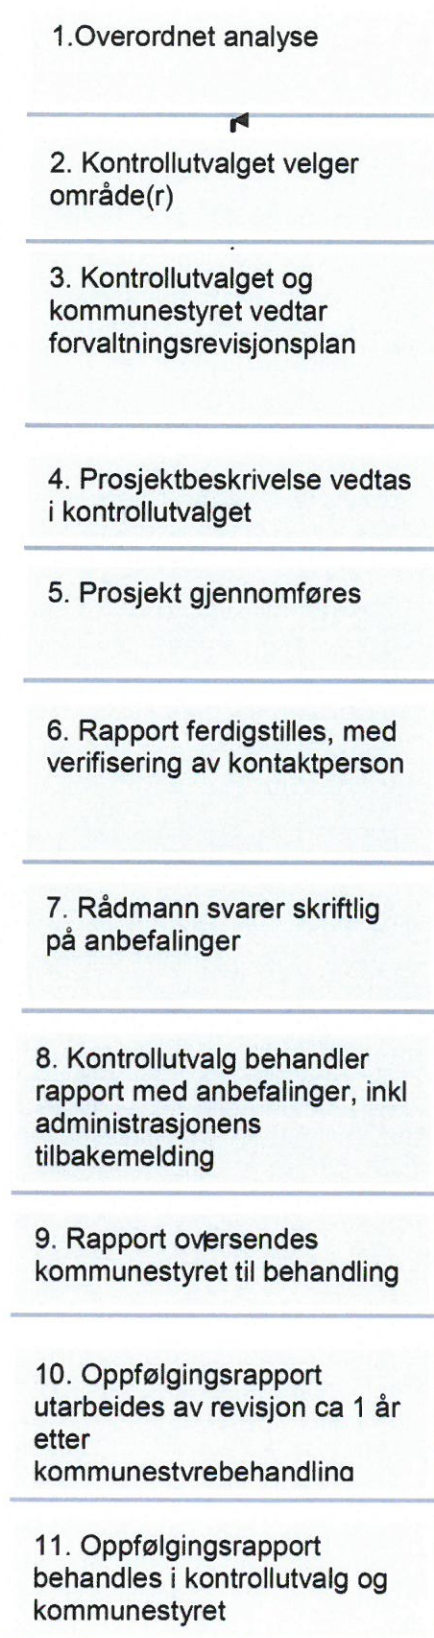 1.Overordnet analyse
2. Kontrollutvalget velger
område(r)
3. Kontrollutvalget og
kommunestyret vedtar
forvaltningsrevisjonsplan
4. Prosjektbeskrivelse vedtas
i kontrollutvalget
5. Prosjekt gjennomføres
6. Rapport ferdigstilles, med
verifisering av kontaktperson
7. Rådmann svarer skriftlig
på anbefalinger
8. Kontrollutvalg behandler
rapport med anbefalinger, inkl
administrasjonens
tilbakemelding
9. Rapport oversendes
kommunestyret til behandling
10. Oppfølgingsrapport
utarbeides av revisjon ca 1 år
etter
kommunestyrebehandling
11. Oppfølgingsrapport
behandles i kontrollutvalg og
kommunestyret